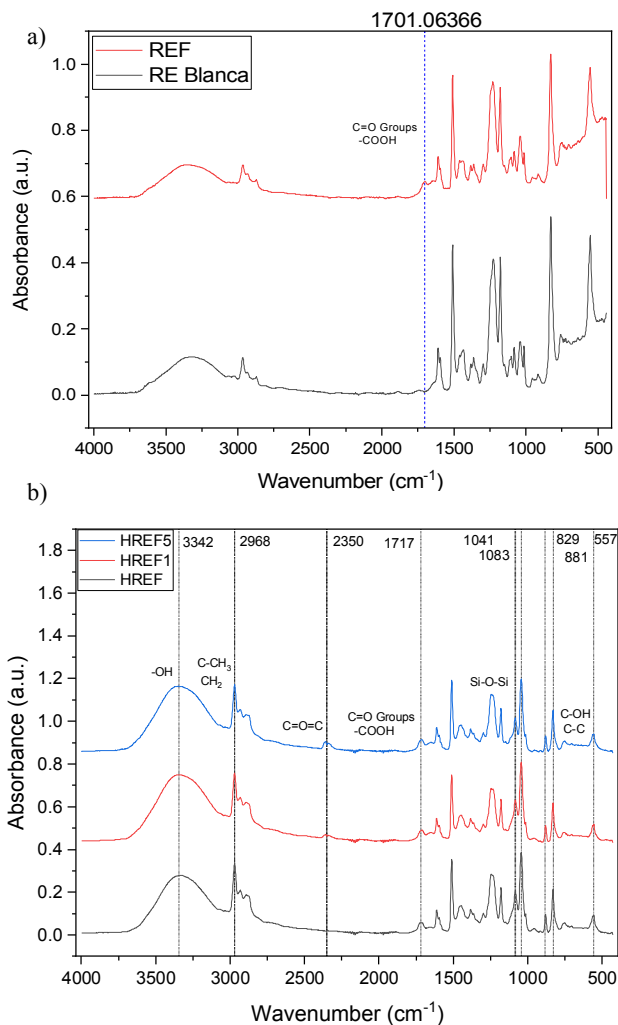 a)
1701.06366
REF
RE Blanca
C=O Groups
-COOH
1.0
0.8
0.6
0.4
0.2
0.0
Absorbance (a.u.)
4000 3500 3000 2500 2000 1500 1000 500
Wavenumber (cm⁻¹)
b)
HREF5
HREF1
HREF
3342 2968 2350 1717 1041 829 557
1083 881
1.8
1.6
1.4
1.2
1.0
0.8
0.6
0.4
0.2
0.0
Absorbance (a.u.)
-OH
C-CH₃
CH₂
C=O=C
C=O Groups
-COOH
Si-O-Si
C-OH
C-C
4000 3500 3000 2500 2000 1500 1000 500
Wavenumber (cm⁻¹)